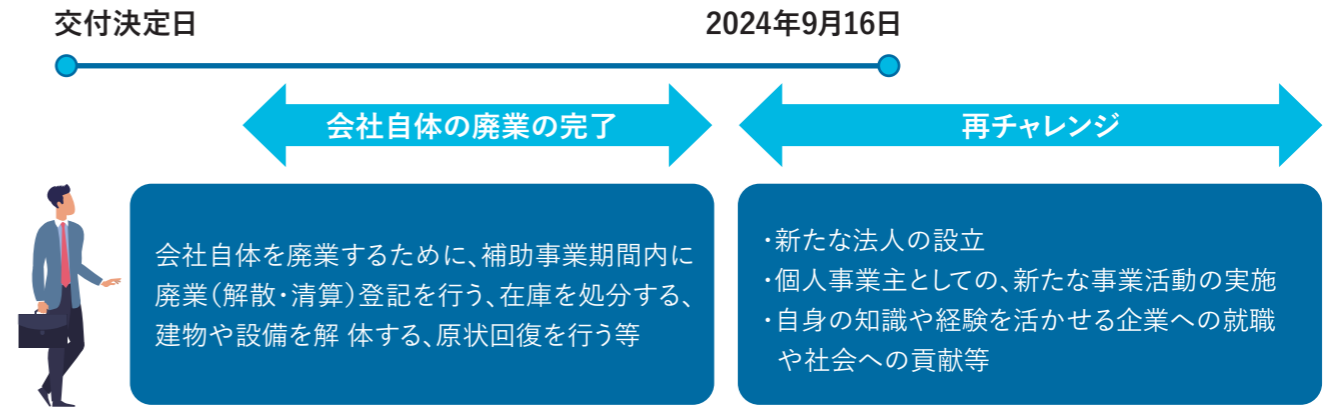 交付決定日
2024年9月16日
会社自体の廃業の完了
再チャレンジ
会社自体を廃業するために、補助事業期間内に
廃業（解散・清算）登記を行う、在庫を処分する、
建物や設備を解 体する、原状回復を行う等
・新たな法人の設立
・個人事業主としての、新たな事業活動の実施
・自身の知識や経験を活かせる企業への就職
や社会への貢献等